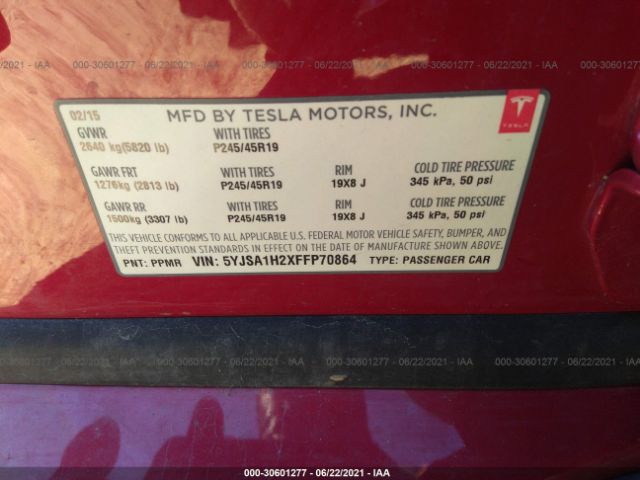 02/15 MFD BY TESLA MOTORS, INC.
TESLA
GVWR WITH TIRES
2640 kg(5820 lb) P245/45R19
GAWR FRT WITH TIRES RIM COLD TIRE PRESSURE
1276kg (2813 lb) P245/45R19 19X8 J 345 kPa, 50 psi
GAWR RR WITH TIRES RIM COLD TIRE PRESSURE
1500kg (3307 lb) P245/45R19 19X8 J 345 kPa, 50 psi
THIS VEHICLE CONFORMS TO ALL APPLICABLE U.S. FEDERAL MOTOR VEHICLE SAFETY, BUMPER, AND
THEFT PREVENTION STANDARDS IN EFFECT ON THE DATE OF MANUFACTURE SHOWN ABOVE.
PNT: PPMR VIN: 5YJSA1H2XFFP70864 TYPE: PASSENGER CAR
000-30601277 - 06/22/2021 - IAA